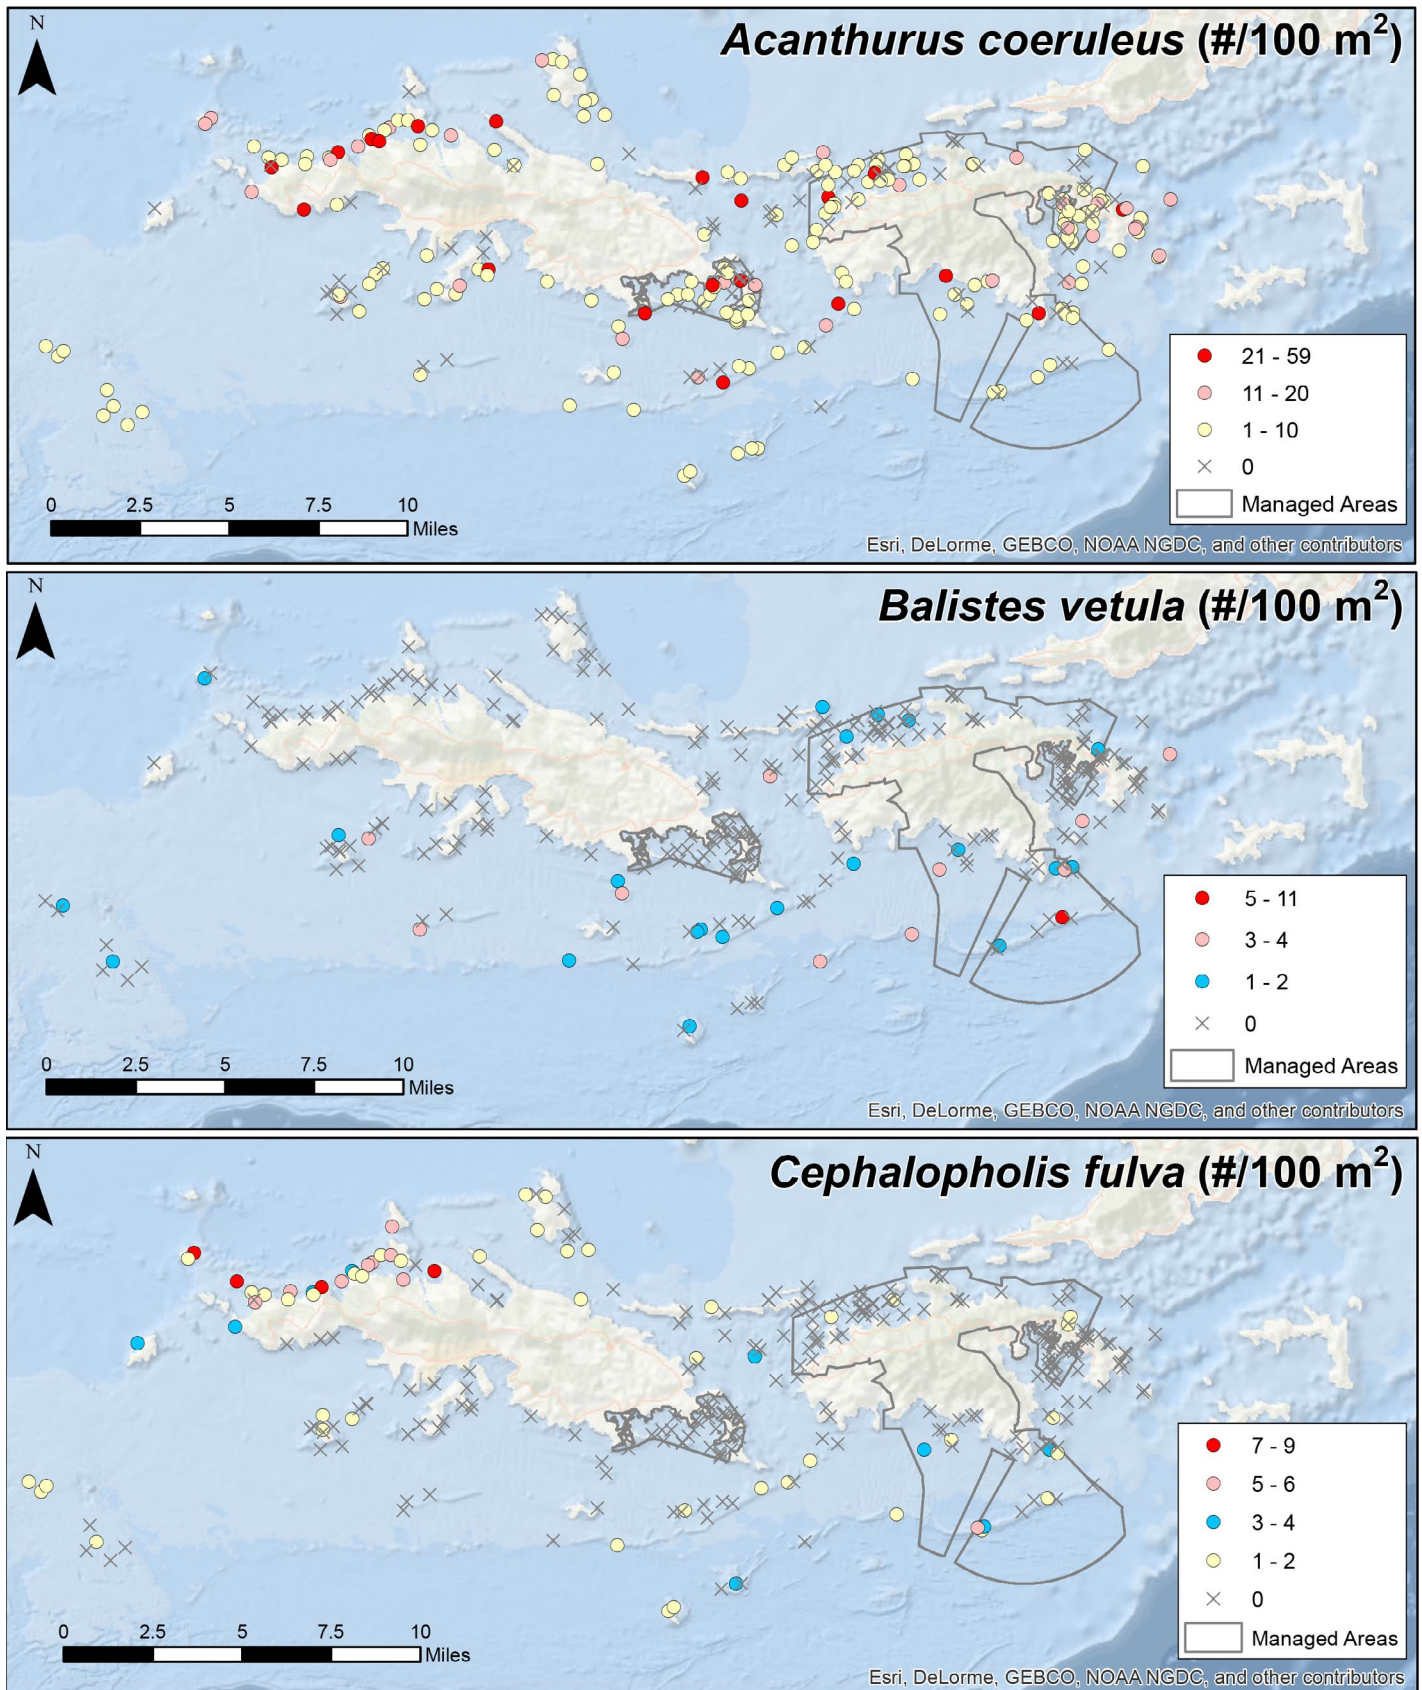 N
Acanthurus coeruleus (#/100 m²)
21 - 59
11 - 20
1 - 10
0
Managed Areas
0 2.5 5 7.5 10
Miles
Esri, DeLorme, GEBCO, NOAA NGDC, and other contributors
N
Balistes vetula (#/100 m²)
5 - 11
3 - 4
1 - 2
0
Managed Areas
0 2.5 5 7.5 10
Miles
Esri, DeLorme, GEBCO, NOAA NGDC, and other contributors
N
Cephalopholis fulva (#/100 m²)
7 - 9
5 - 6
3 - 4
1 - 2
0
Managed Areas
0 2.5 5 7.5 10
Miles
Esri, DeLorme, GEBCO, NOAA NGDC, and other contributors